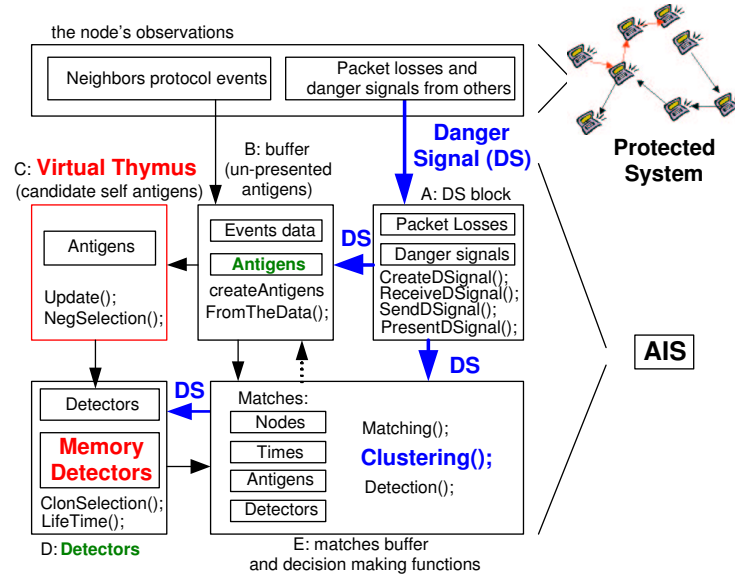 the node's observations
Neighbors protocol events
Packet losses and
danger signals from others
Protected
System
Danger
Signal (DS)
B: buffer
(un-presented
antigens)
C: Virtual Thymus
(candidate self antigens)
A: DS block
Antigens
Update();
NegSelection();
Events data
Antigens
createAntigens
FromTheData();
DS
Packet Losses
Danger signals
CreateDSignal();
ReceiveDSignal();
SendDSignal();
PresentDSignal();
AIS
DS
DS
Detectors
Memory
Detectors
ClonSelection();
LifeTime();
D: Detectors
Matches:
Nodes
Times
Antigens
Detectors
Matching();
Clustering();
Detection();
E: matches buffer
and decision making functions